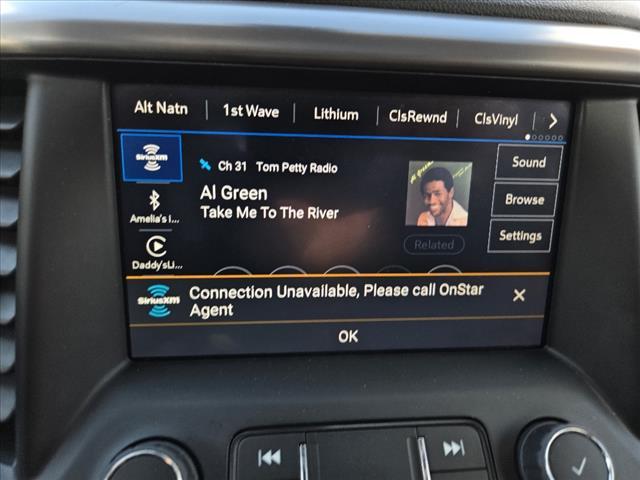 Alt Natn
1st Wave
Lithium
ClsRewnd
ClsVinyl
SiriusXM
Ch 31 Tom Petty Radio
Al Green
Take Me To The River
Sound
Browse
Settings
Amelia's i...
Related
Daddy'sLi...
SiriusXM
Connection Unavailable, Please call OnStar
Agent
OK